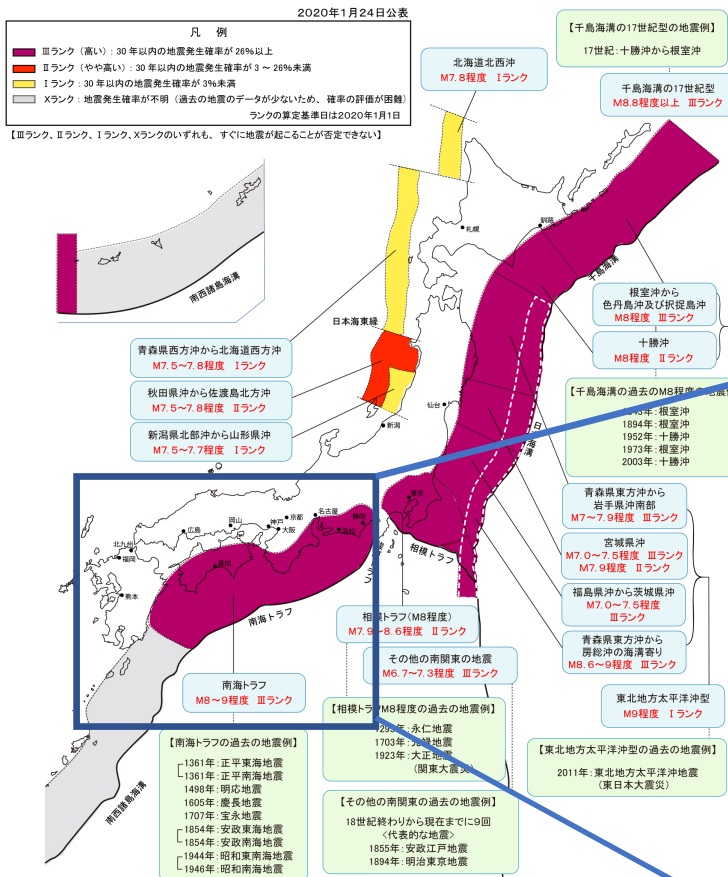 2020年1月24日公表
凡 例
Ⅲランク（高い）：30年以内の地震発生確率が26%以上
Ⅱランク（やや高い）：30年以内の地震発生確率が3～26%未満
Ⅰランク：30年以内の地震発生確率が3%未満
Xランク：地震発生確率が不明（過去の地震のデータが少ないため、確率の評価が困難）
ランクの算定基準日は2020年1月1日
【Ⅲランク、Ⅱランク、Ⅰランク、Xランクのいずれも、すぐに地震が起こることが否定できない】
北海道北西沖
M7.8程度 Ⅰランク
【千島海溝の17世紀型の地震例】
17世紀：十勝沖から根室沖
千島海溝の17世紀型
M8.8程度以上 Ⅲランク
札幌
釧路
千島海溝
南西諸島海溝
日本海東縁
根室沖から
色丹島沖及び択捉島沖
M8程度 Ⅲランク
十勝沖
M8程度 Ⅱランク
青森県西方沖から北海道西方沖
M7.5～7.8程度 Ⅰランク
秋田県沖から佐渡島北方沖
M7.5～7.8程度 Ⅱランク
新潟県北部沖から山形県沖
M7.5～7.7程度 Ⅰランク
仙台
新潟
【千島海溝の過去のM8程度の地震
1894年：根室沖
1952年：十勝沖
1973年：根室沖
2003年：十勝沖
海溝
青森県東方沖から
岩手県沖南部
M7～7.9程度 Ⅲランク
宮城県沖
M7.0～7.5程度 Ⅲランク
M7.9程度 Ⅱランク
福島県沖から茨城県沖
M7.0～7.5程度
Ⅲランク
青森県東方沖から
房総沖の海溝寄り
M8.6～9程度 Ⅲランク
東京
相模トラフ
名古屋
静岡
浜松
京都
神戸
大阪
岡山
広島
高知
北九州
福岡
熊本
南海トラフ
相模トラフ(M8程度)
M7.9～8.6程度 Ⅱランク
その他の南関東の地震
M6.7～7.3程度 Ⅲランク
南海トラフ
M8～9程度 Ⅲランク
東北地方太平洋沖型
M9程度 Ⅰランク
【相模トラフM8程度の過去の地震例】
1293年：永仁地震
1703年：元禄地震
1923年：大正地震
（関東大震災）
【東北地方太平洋沖型の過去の地震例】
2011年：東北地方太平洋沖地震
（東日本大震災）
【南海トラフの過去の地震例】
1361年：正平東海地震
1361年：正平南海地震
1498年：明応地震
1605年：慶長地震
1707年：宝永地震
1854年：安政東海地震
1854年：安政南海地震
1944年：昭和東南海地震
1946年：昭和南海地震
【その他の南関東の過去の地震例】
18世紀終わりから現在までに9回
<代表的な地震>
1855年：安政江戸地震
1894年：明治東京地震
南西諸島海溝